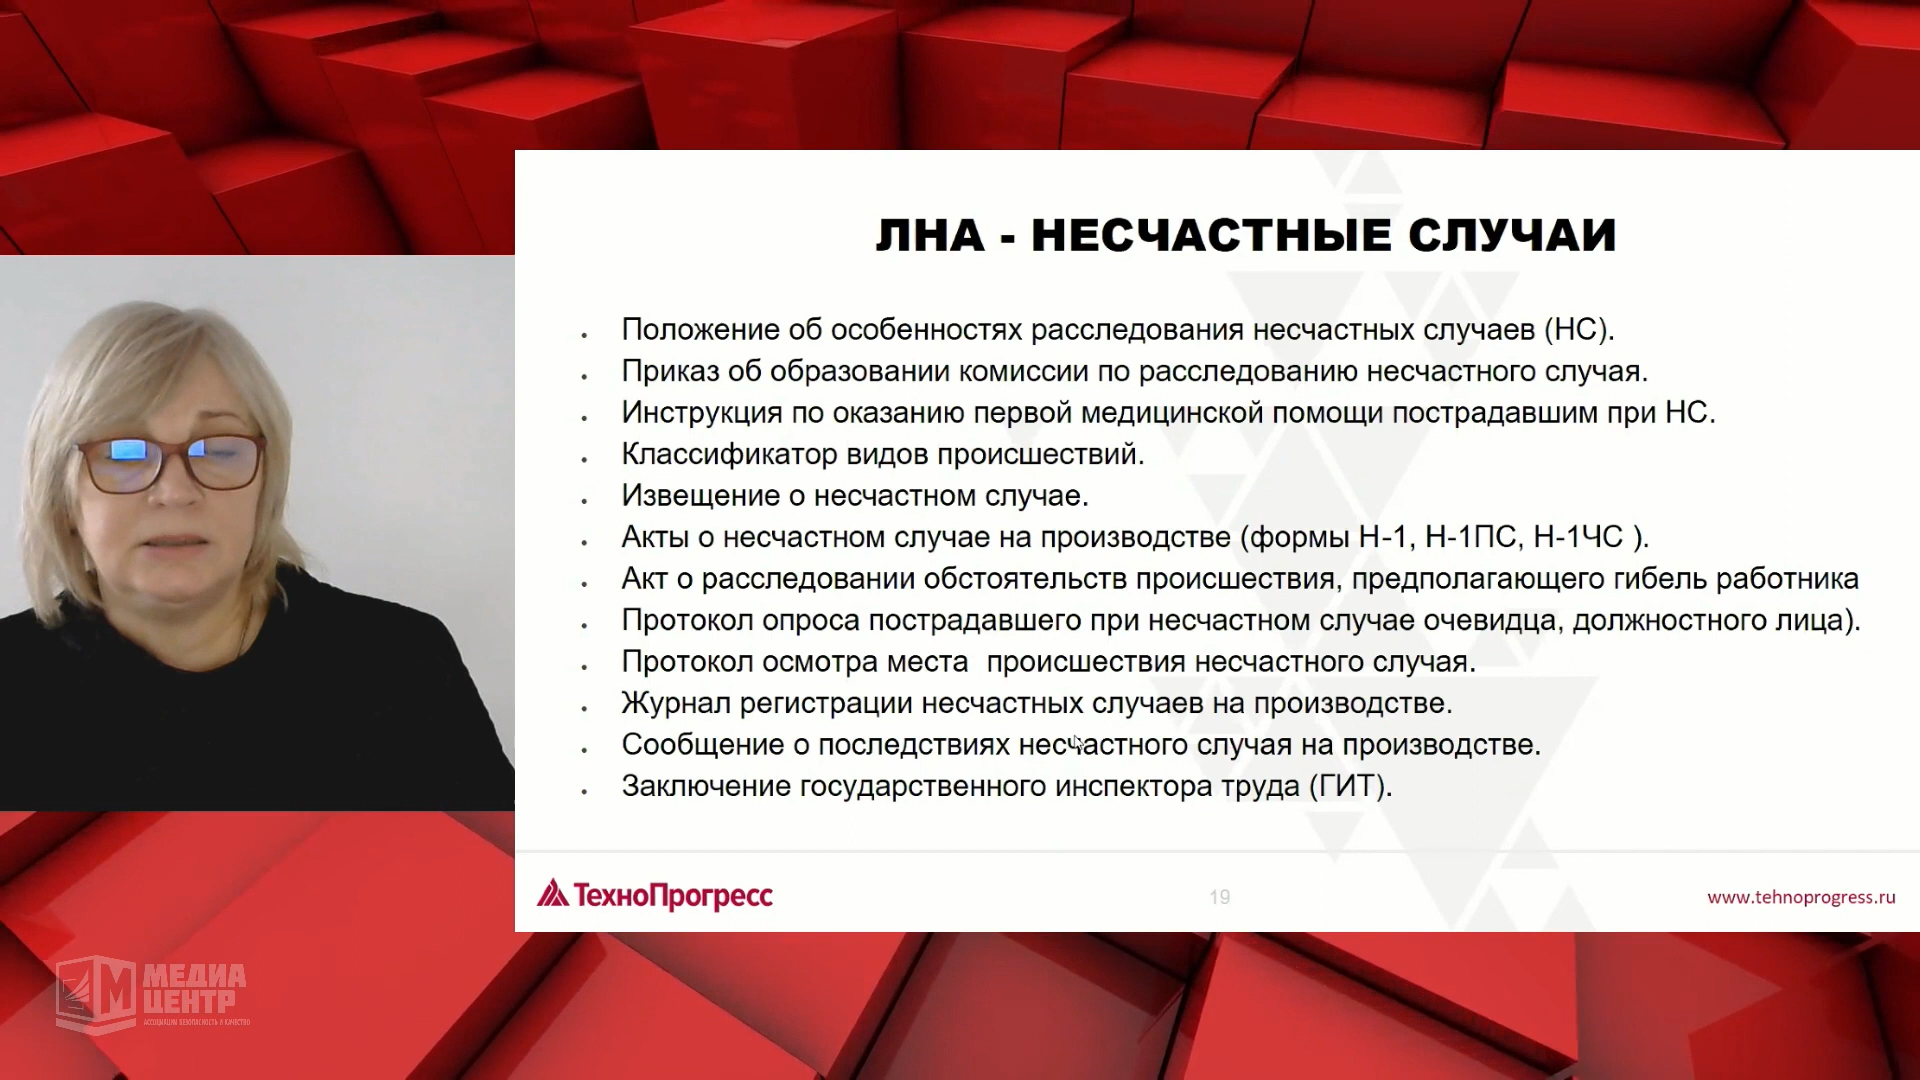 ЛНА - НЕСЧАСТНЫЕ СЛУЧАИ
Положение об особенностях расследования несчастных случаев (НС).
Приказ об образовании комиссии по расследованию несчастного случая.
Инструкция по оказанию первой медицинской помощи пострадавшим при НС.
Классификатор видов происшествий.
Извещение о несчастном случае.
Акты о несчастном случае на производстве (формы Н-1, Н-1ПС, Н-1ЧС ).
Акт о расследовании обстоятельств происшествия, предполагающего гибель работника
Протокол опроса пострадавшего при несчастном случае очевидца, должностного лица).
Протокол осмотра места  происшествия несчастного случая.
Журнал регистрации несчастных случаев на производстве.
Сообщение о последствиях несчастного случая на производстве.
Заключение государственного инспектора труда (ГИТ).
ТехноПрогресс
19
www.tehnoprogress.ru
МЕДИА
ЦЕНТР
АССОЦИАЦИИ БЕЗОПАСНОСТЬ И КАЧЕСТВО